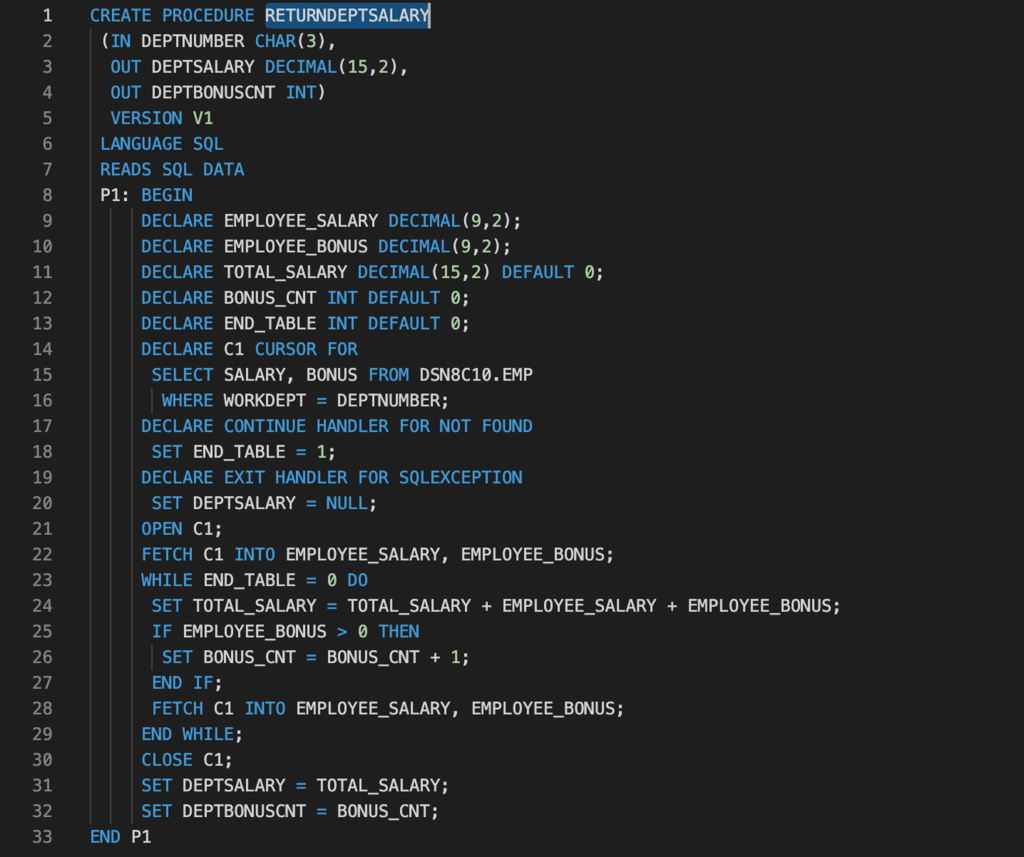 1 CREATE PROCEDURE RETURNDEPTSALARY
2 (IN DEPTNUMBER CHAR(3),
3 OUT DEPTSALARY DECIMAL(15,2),
4 OUT DEPTBONUSCNT INT)
5 VERSION V1
6 LANGUAGE SQL
7 READS SQL DATA
8 P1: BEGIN
9 DECLARE EMPLOYEE_SALARY DECIMAL(9,2);
10 DECLARE EMPLOYEE_BONUS DECIMAL(9,2);
11 DECLARE TOTAL_SALARY DECIMAL(15,2) DEFAULT 0;
12 DECLARE BONUS_CNT INT DEFAULT 0;
13 DECLARE END_TABLE INT DEFAULT 0;
14 DECLARE C1 CURSOR FOR
15 SELECT SALARY, BONUS FROM DSN8C10.EMP
16 WHERE WORKDEPT = DEPTNUMBER;
17 DECLARE CONTINUE HANDLER FOR NOT FOUND
18 SET END_TABLE = 1;
19 DECLARE EXIT HANDLER FOR SQLEXCEPTION
20 SET DEPTSALARY = NULL;
21 OPEN C1;
22 FETCH C1 INTO EMPLOYEE_SALARY, EMPLOYEE_BONUS;
23 WHILE END_TABLE = 0 DO
24 SET TOTAL_SALARY = TOTAL_SALARY + EMPLOYEE_SALARY + EMPLOYEE_BONUS;
25 IF EMPLOYEE_BONUS > 0 THEN
26 SET BONUS_CNT = BONUS_CNT + 1;
27 END IF;
28 FETCH C1 INTO EMPLOYEE_SALARY, EMPLOYEE_BONUS;
29 END WHILE;
30 CLOSE C1;
31 SET DEPTSALARY = TOTAL_SALARY;
32 SET DEPTBONUSCNT = BONUS_CNT;
33 END P1